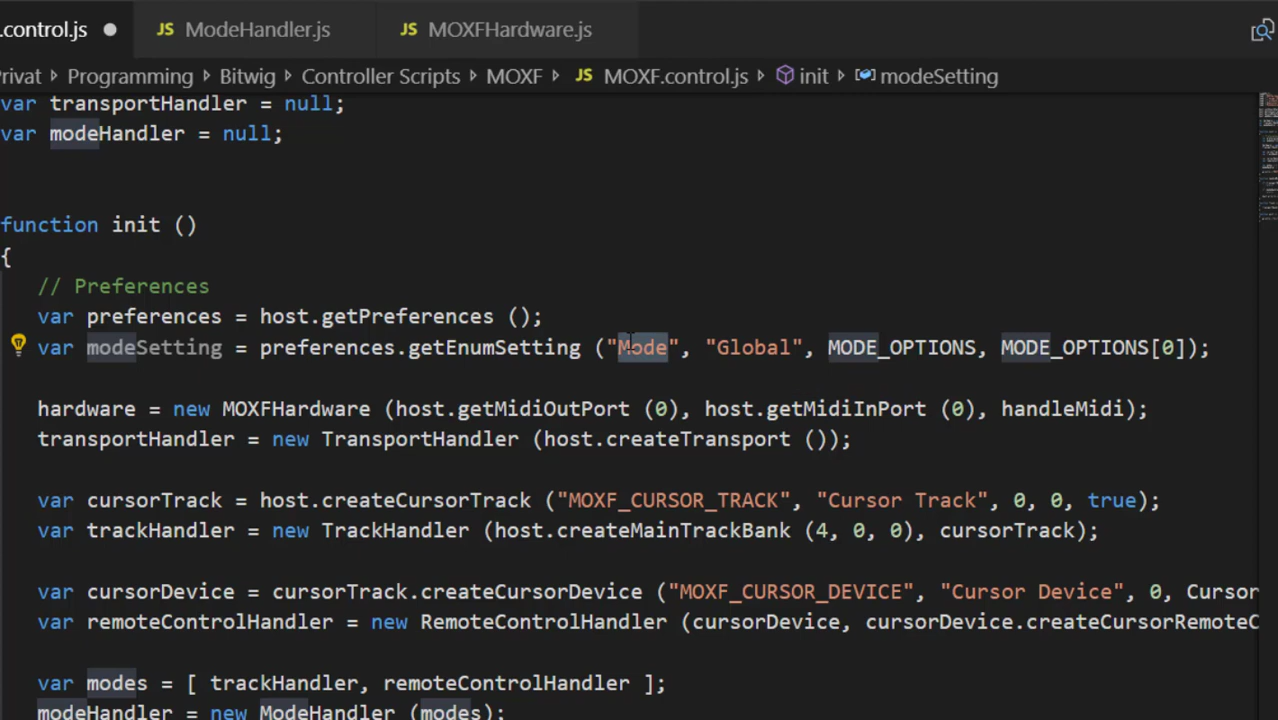 .control.js ● JS ModeHandler.js JS MOXFHardware.js
Privat > Programming > Bitwig > Controller Scripts > MOXF > JS MOXF.control.js > init > modeSetting
var transportHandler = null;
var modeHandler = null;
function init ()
{
// Preferences
var preferences = host.getPreferences ();
var modeSetting = preferences.getEnumSetting ("Mode", "Global", MODE_OPTIONS, MODE_OPTIONS[0]);
hardware = new MOXFHardware (host.getMidiOutPort (0), host.getMidiInPort (0), handleMidi);
transportHandler = new TransportHandler (host.createTransport ());
var cursorTrack = host.createCursorTrack ("MOXF_CURSOR_TRACK", "Cursor Track", 0, 0, true);
var trackHandler = new TrackHandler (host.createMainTrackBank (4, 0, 0), cursorTrack);
var cursorDevice = cursorTrack.createCursorDevice ("MOXF_CURSOR_DEVICE", "Cursor Device", 0, Cursor
var remoteControlHandler = new RemoteControlHandler (cursorDevice, cursorDevice.createCursorRemoteC
var modes = [ trackHandler, remoteControlHandler ];
modeHandler = new ModeHandler (modes);